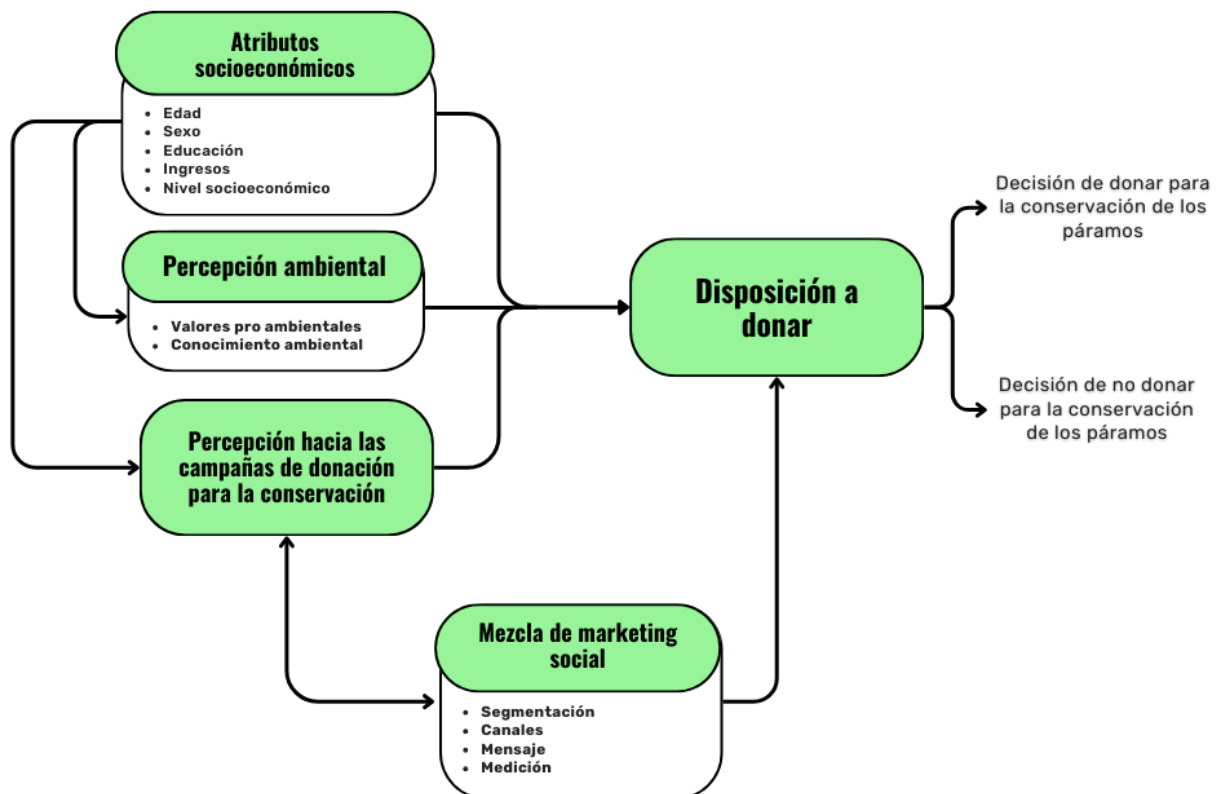 Atributos
socioeconómicos
• Edad
• Sexo
• Educación
• Ingresos
• Nivel socioeconómico
Percepción ambiental
• Valores pro ambientales
• Conocimiento ambiental
Percepción hacia las
campañas de donación
para la conservación
Mezcla de marketing
social
• Segmentación
• Canales
• Mensaje
• Medición
Disposición a
donar
Decisión de donar para
la conservación de los
páramos
Decisión de no donar
para la conservación
de los páramos